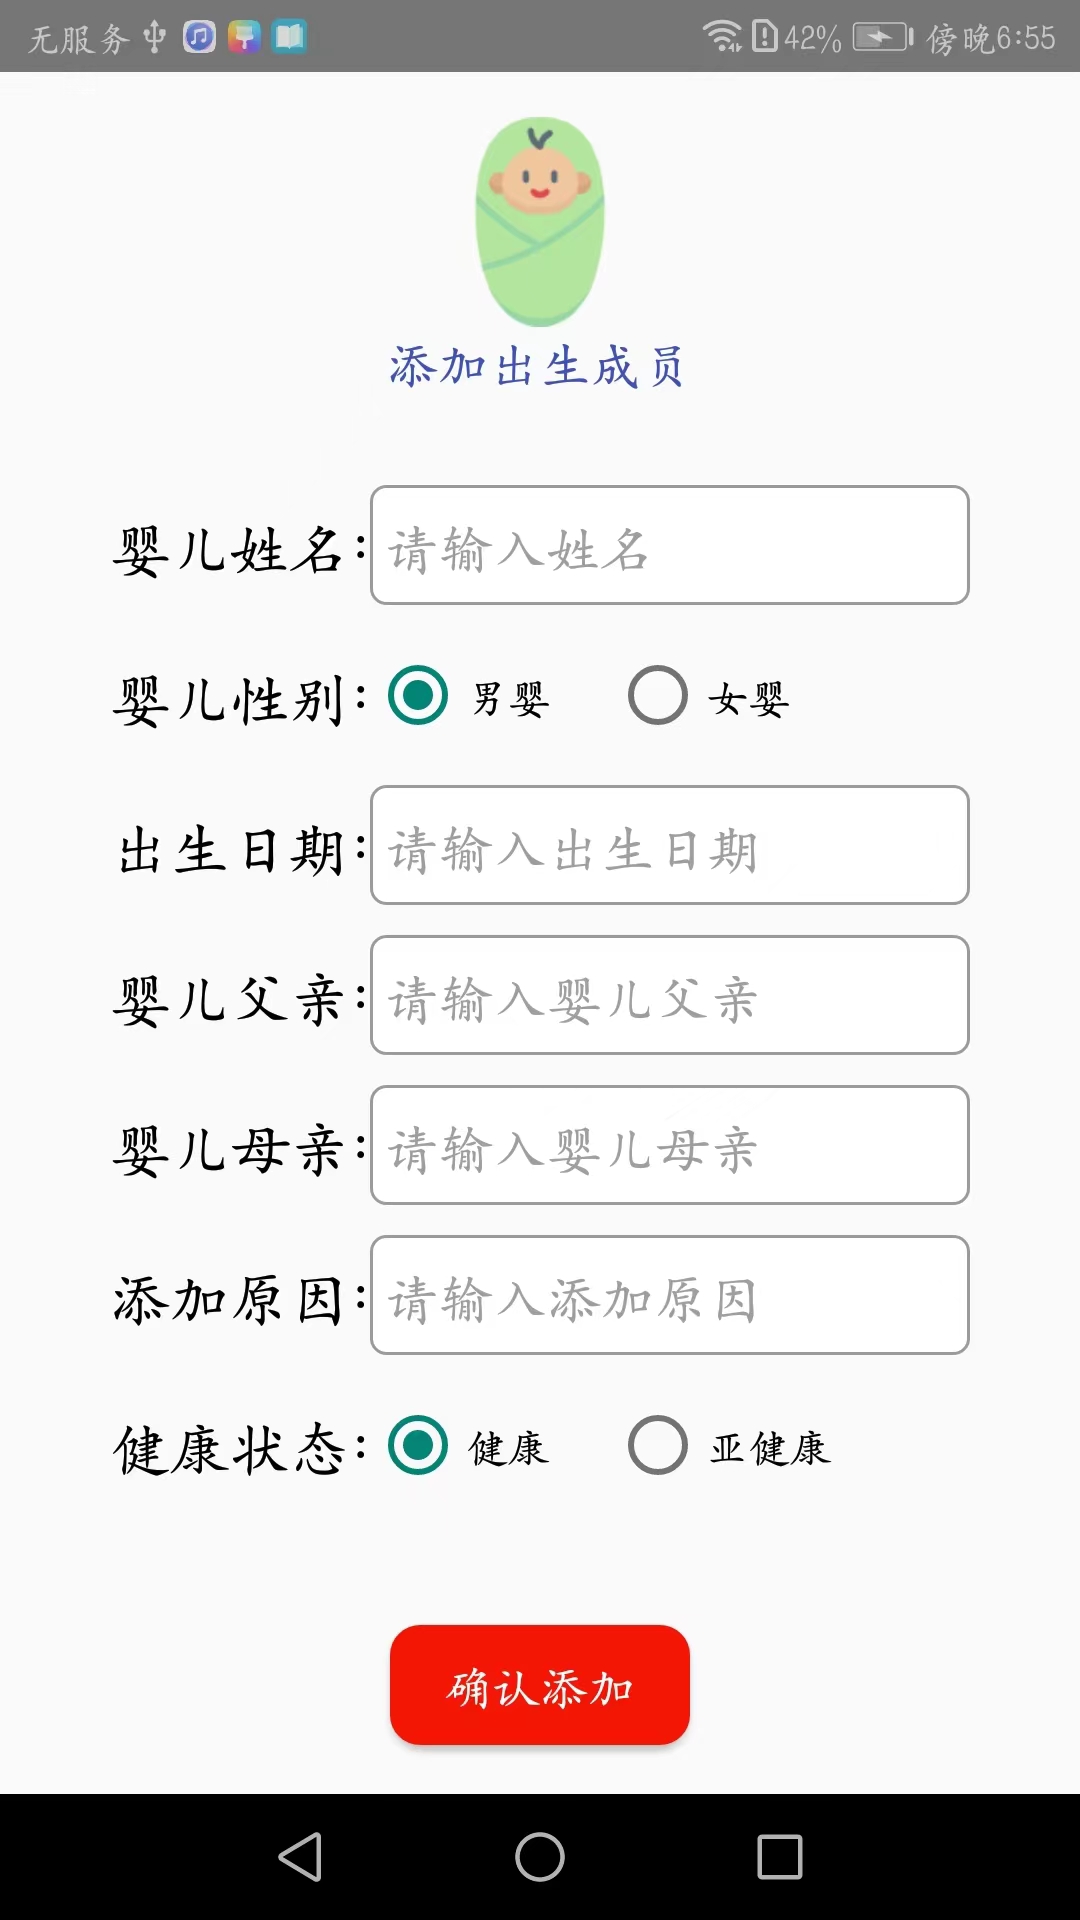 无服务 42% 傍晚6:55
添加出生成员
婴儿姓名: 请输入姓名
婴儿性别: 男婴 女婴
出生日期: 请输入出生日期
婴儿父亲: 请输入婴儿父亲
婴儿母亲: 请输入婴儿母亲
添加原因: 请输入添加原因
健康状态: 健康 亚健康
确认添加